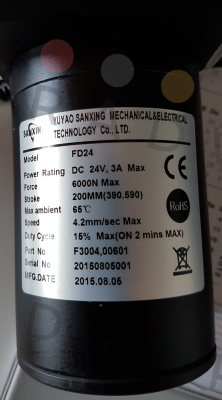 YUYAO SANXING MECHANICAL&ELECTRICAL
SANXING TECHNOLOGY Co., LTD.
Model FD24
Power Rating DC 24V, 3A Max
Force 6000N Max
Stroke 200MM(390.590)
Max ambient 65℃
Speed 4.2mm/sec Max
RoHS
Duty Cycle 15% Max(ON 2 mins MAX)
Part No F3004,00601
Serial No 20150805001
MFG.DATE 2015.08.05
CE